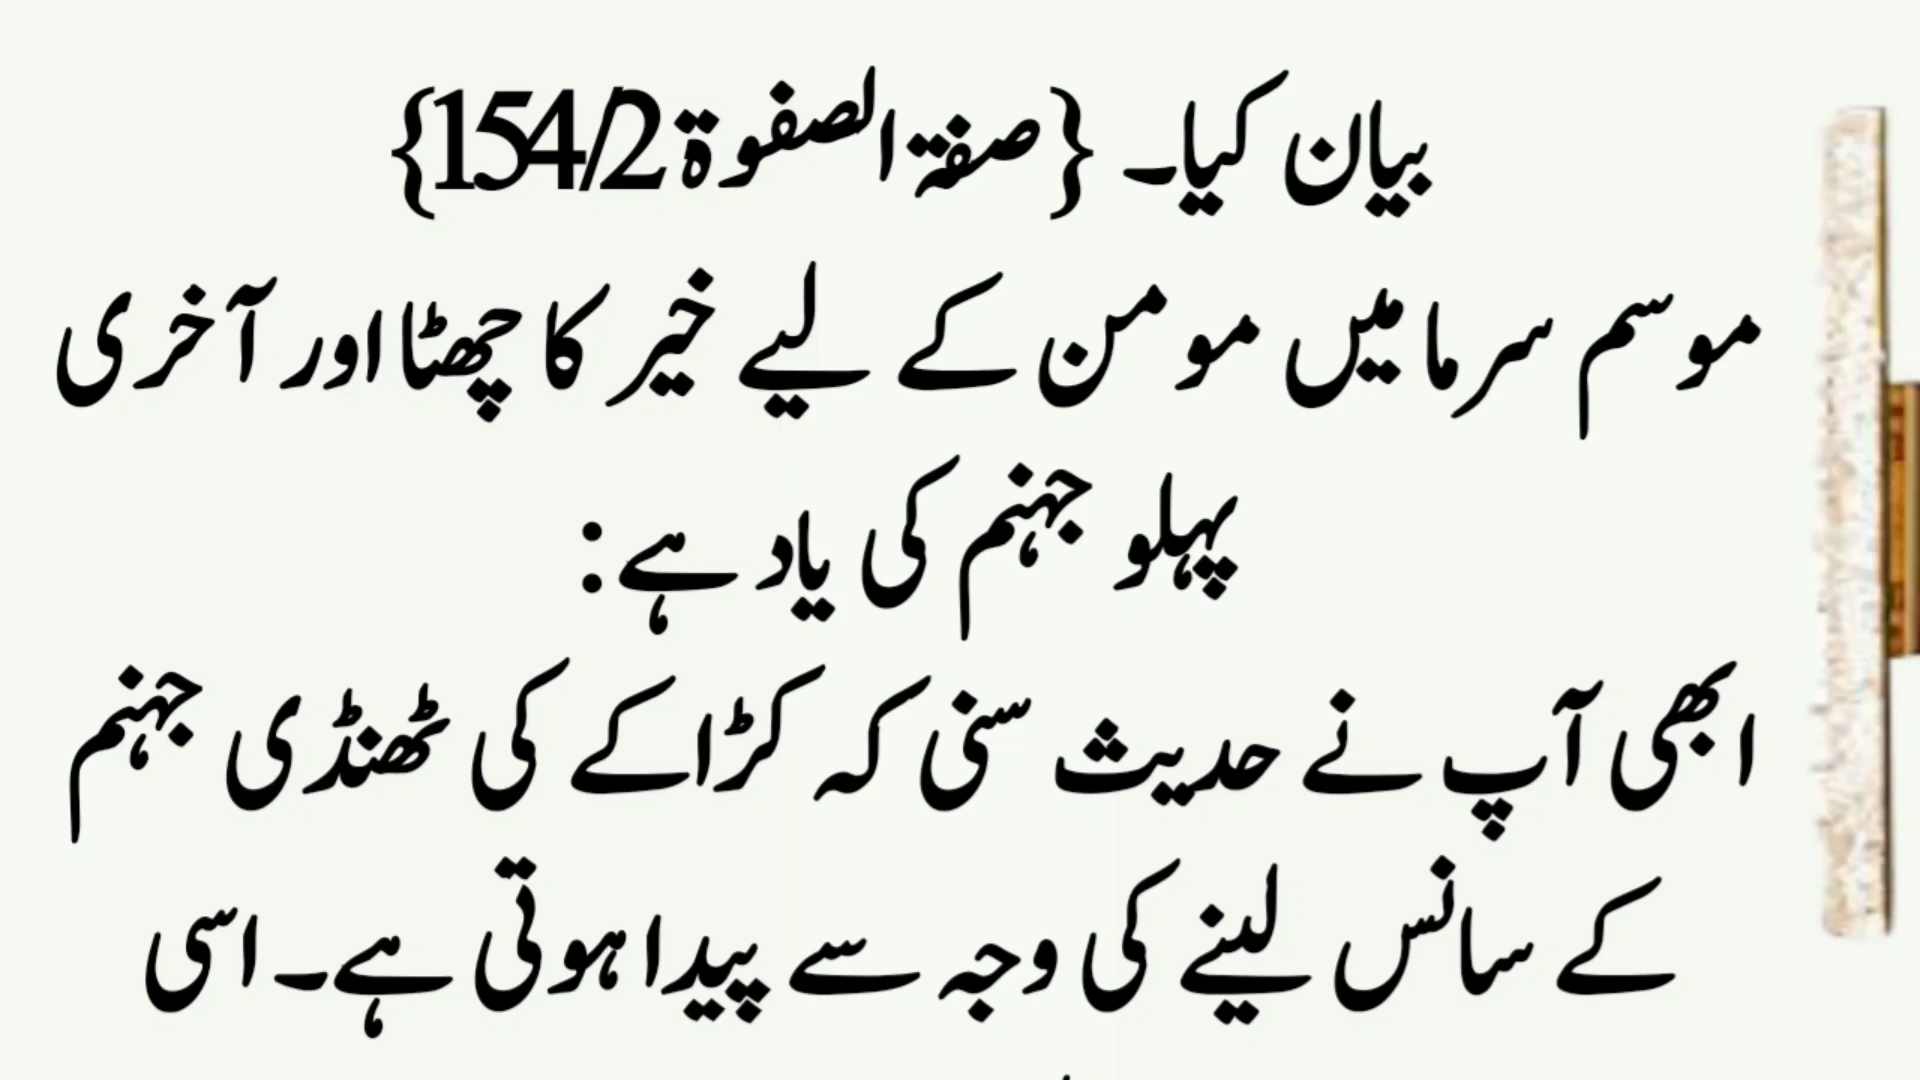 بیان کیا۔ {صفۃ الصفوۃ 154/2}
موسم سرما میں مومن کے لیے خیر کا چھٹا اور آخری
پہلو جہنم کی یاد ہے :
ابھی آپ نے حدیث سنی کہ کڑاکے کی ٹھنڈی جہنم
کے سانس لینے کی وجہ سے پیدا ہوتی ہے۔ اسی